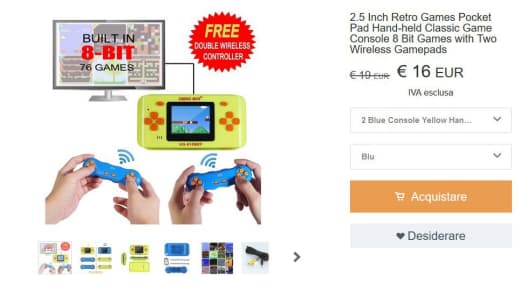 FREE
DOUBLE WIRELESS
CONTROLLER
BUILT IN
8-BIT
76 GAMES
2.5 Inch Retro Games Pocket
Pad Hand-held Classic Game
Console 8 Bit Games with Two
Wireless Gamepads
€ 19 EUR € 16 EUR
IVA esclusa
2 Blue Console Yellow Han...
Blu
Acquistare
Desiderare